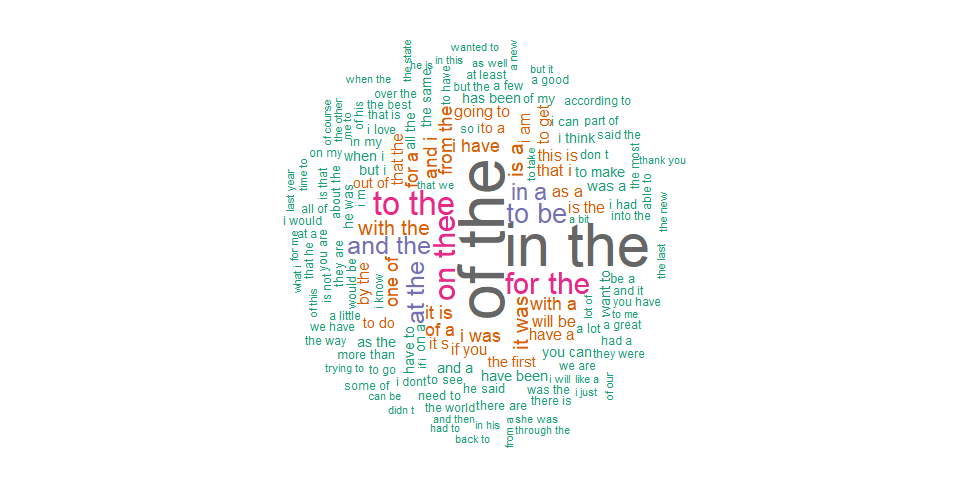 wanted to
the state
he is
in this
as well
a new
when the
to have
at least
but it
over the
the same
but the
a few
a good
of course
the other
me to
of his
the best
has been
of my
according to
that is
all the
going to
i love
from the
so i
to a
i am
to get
i can
part of
in my
that the
and i
i have
is a
i think
said the
on my
when i
for a
to take
this is
don t
the most
thank you
but i
that i
to make
last year
time to
is that
about the
out of
that we
in a
as a
was a
able to
he was
i m
to the
of the
to be
is the
i had
all of
a bit
into the
the new
i would
with the
in the
at a
what i
for me
that he
you are
they are
and the
on the
the last
is not
would be
by the
i know
one of
at the
for the
want to
be a
of this
it is
it was
with a
lot of
and it
you have
a little
we have
to do
of a
i was
will be
to me
a lot
a great
the way
as the
have to
if i
on a
it s
if you
have a
had a
more than
you can
they were
trying to
to go
and a
the first
we are
some of
i dont
to see
have been
i will
like a
can be
need to
he said
was the
i just
of our
didn t
the world
there are
there is
and then
had to
in his
from a
she was
back to
through the